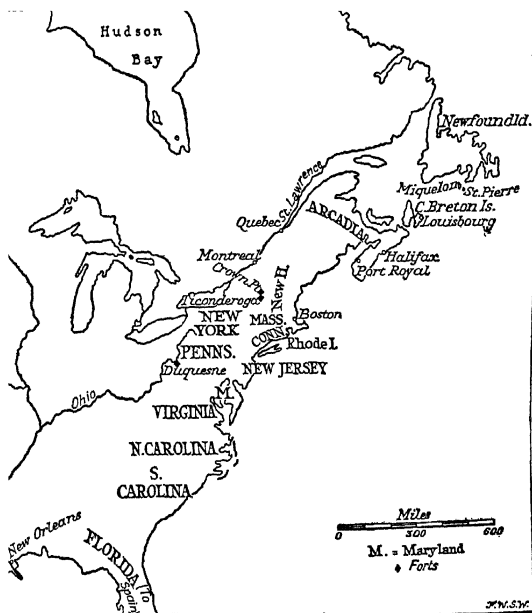 Hudson
Bay
Newfoundld.
Miquelon
St. Pierre
St. Lawrence
C. Breton Is.
Louisbourg
Quebec
ARCADIA
Halifax
Port Royal
Montreal
Crown Pt.
Ticonderoga
New H.
NEW
YORK
MASS.
Boston
CONN.
Rhode I.
PENNS.
Duquesne
NEW JERSEY
M.
Ohio
VIRGINIA
N. CAROLINA
S.
CAROLINA
New Orleans
FLORIDA
(To
Spain
Miles
0 300 600
M. = Maryland
Forts
F.W.S.W.